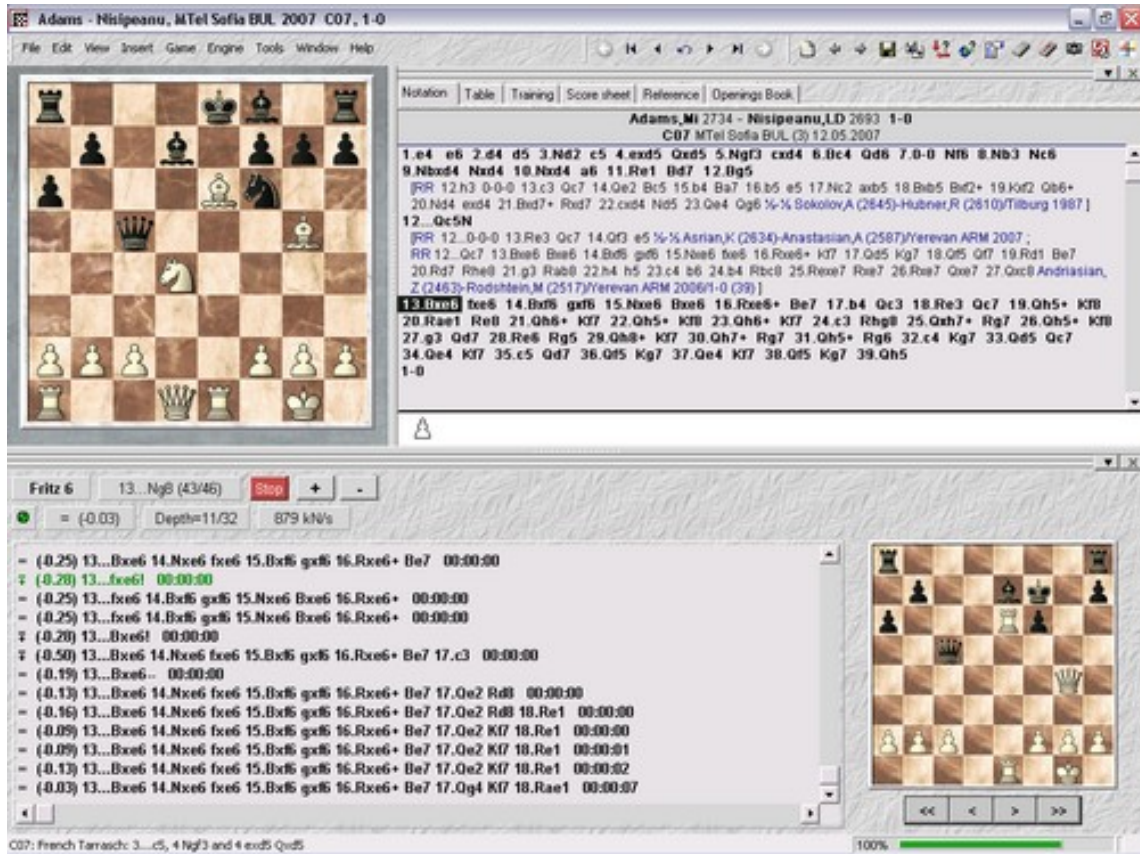 Adams - Nisipeanu, MTel Sofia BUL 2007 C07, 1-0
File Edit View Insert Game Engine Tools Window Help
Notation Table Training Score sheet Reference Openings Book
Adams,Mi 2734 - Nisipeanu,LD 2693 1-0
C07 MTel Sofia BUL (3) 12.05.2007
1.e4 e6 2.d4 d5 3.Nd2 c5 4.exd5 Qxd5 5.Ngf3 cxd4 6.Bc4 Qd6 7.0-0 Nf6 8.Nb3 Nc6
9.Nbxd4 Nxd4 10.Nxd4 a6 11.Re1 Bd7 12.Bg5
[RR 12.h3 0-0-0 13.c3 Qc7 14.Qe2 Bc5 15.b4 Ba7 16.b5 e5 17.Nc2 axb5 18.Bxb5 Bxf2+ 19.Kxf2 Qb6+
20.Nd4 exd4 21.Bxd7+ Rxd7 22.cxd4 Nd5 23.Qe4 Qg6 ½-½ Sokolov,A (2645)-Hubner,R (2610)/Tilburg 1987 ]
12...Qc5N
[RR 12...0-0-0 13.Re3 Qc7 14.Qf3 e5 ½-½ Asrian,K (2634)-Anastasian,A (2587)/Yerevan ARM 2007 ;
RR 12...Qc7 13.Bxe6 Bxe6 14.Bxf6 gxf6 15.Nxe6 fxe6 16.Rxe6+ Kf7 17.Qd5 Kg7 18.Qf5 Qf7 19.Rd1 Be7
20.Rd7 Rhe8 21.g3 Rab8 22.h4 h5 23.c4 b6 24.b4 Rbc8 25.Rexe7 Rxe7 26.Rxe7 Qxe7 27.Qxc8 Andriasian,
Z (2463)-Rodshtein,M (2517)/Yerevan ARM 2006/1-0 (39) ]
13.Bxe6 fxe6 14.Bxf6 gxf6 15.Nxe6 Bxe6 16.Rxe6+ Be7 17.b4 Qc3 18.Re3 Qc7 19.Qh5+ Kf8
20.Rae1 Re8 21.Qh6+ Kf7 22.Qh5+ Kf8 23.Qh6+ Kf7 24.c3 Rhg8 25.Qxh7+ Rg7 26.Qh5+ Kf8
27.g3 Qd7 28.Re6 Rg5 29.Qh8+ Kf7 30.Qh7+ Rg7 31.Qh5+ Rg6 32.c4 Kg7 33.Qd5 Qc7
34.Qe4 Kf7 35.c5 Qd7 36.Qf5 Kg7 37.Qe4 Kf7 38.Qf5 Kg7 39.Qh5
1-0
Fritz 6 13...Ng8 (43/46) Stop + -
= (-0.03) Depth=11/32 879 kN/s
= (-0.25) 13...Bxe6 14.Nxe6 fxe6 15.Bxf6 gxf6 16.Rxe6+ Be7 00:00:00
∓ (-0.28) 13...fxe6! 00:00:00
= (-0.25) 13...fxe6 14.Bxf6 gxf6 15.Nxe6 Bxe6 16.Rxe6+ 00:00:00
= (-0.25) 13...fxe6 14.Bxf6 gxf6 15.Nxe6 Bxe6 16.Rxe6+ 00:00:00
∓ (-0.28) 13...Bxe6! 00:00:00
∓ (-0.50) 13...Bxe6 14.Nxe6 fxe6 15.Bxf6 gxf6 16.Rxe6+ Be7 17.c3 00:00:00
= (-0.19) 13...Bxe6-- 00:00:00
= (-0.13) 13...Bxe6 14.Nxe6 fxe6 15.Bxf6 gxf6 16.Rxe6+ Be7 17.Qe2 Rd8 00:00:00
= (-0.16) 13...Bxe6 14.Nxe6 fxe6 15.Bxf6 gxf6 16.Rxe6+ Be7 17.Qe2 Rd8 18.Re1 00:00:00
= (-0.09) 13...Bxe6 14.Nxe6 fxe6 15.Bxf6 gxf6 16.Rxe6+ Be7 17.Qe2 Kf7 18.Re1 00:00:00
= (-0.09) 13...Bxe6 14.Nxe6 fxe6 15.Bxf6 gxf6 16.Rxe6+ Be7 17.Qe2 Kf7 18.Re1 00:00:01
= (-0.13) 13...Bxe6 14.Nxe6 fxe6 15.Bxf6 gxf6 16.Rxe6+ Be7 17.Qe2 Kf7 18.Re1 00:00:02
= (-0.03) 13...Bxe6 14.Nxe6 fxe6 15.Bxf6 gxf6 16.Rxe6+ Be7 17.Qg4 Kf7 18.Rae1 00:00:07
<< < > >>
C07: French Tarrasch: 3...c5, 4 Ngf3 and 4 exd5 Qxd5
100%